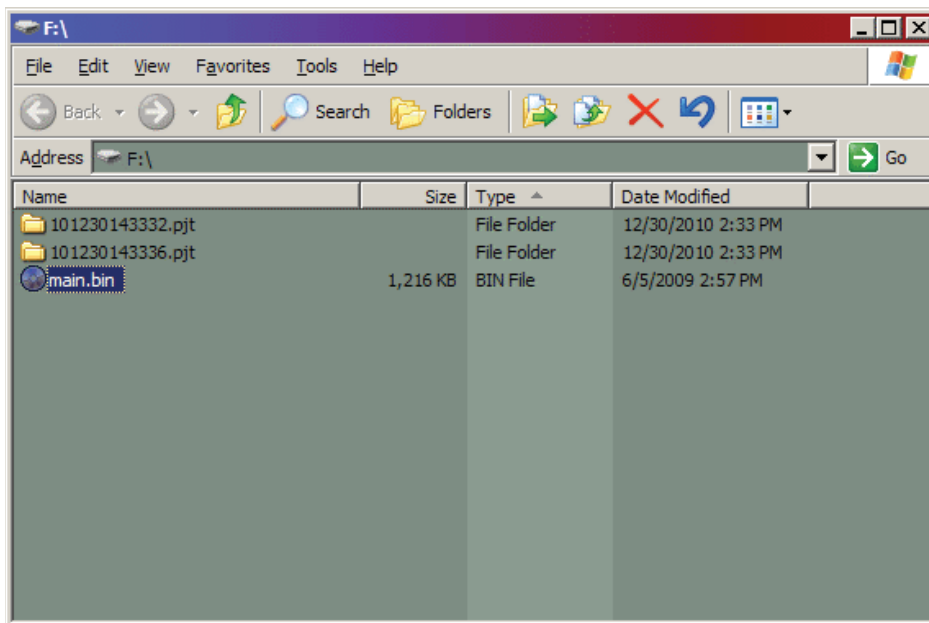 F:\
File Edit View Favorites Tools Help
Back Search Folders
Address F:\ Go
Name Size Type Date Modified
101230143332.pjt File Folder 12/30/2010 2:33 PM
101230143336.pjt File Folder 12/30/2010 2:33 PM
main.bin 1,216 KB BIN File 6/5/2009 2:57 PM